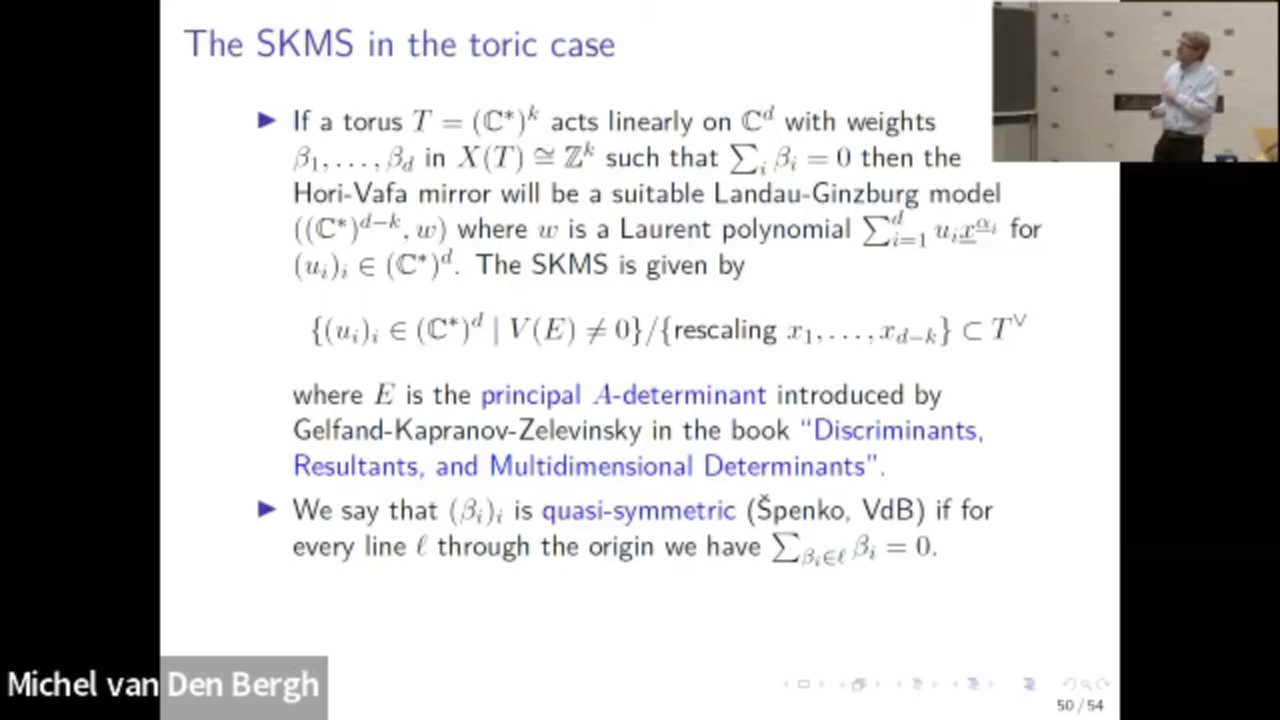 The SKMS in the toric case
▶ If a torus T = (ℂ*)^k acts linearly on ℂ^d with weights
β_1, . . . , β_d in X(T) ≅ ℤ^k such that ∑_i β_i = 0 then the
Hori-Vafa mirror will be a suitable Landau-Ginzburg model
((ℂ*)^{d−k}, w) where w is a Laurent polynomial ∑_{i=1}^d u_i x^{α_i} for
(u_i)_i ∈ (ℂ*)^d. The SKMS is given by
{(u_i)_i ∈ (ℂ*)^d | V(E) ≠ 0}/{rescaling x_1, . . . , x_{d−k}} ⊂ T^∨
where E is the principal A-determinant introduced by
Gelfand-Kapranov-Zelevinsky in the book “Discriminants,
Resultants, and Multidimensional Determinants”.
▶ We say that (β_i)_i is quasi-symmetric (Špenko, VdB) if for
every line ℓ through the origin we have ∑_{β_i∈ℓ} β_i = 0.
Michel van Den Bergh
50 / 54